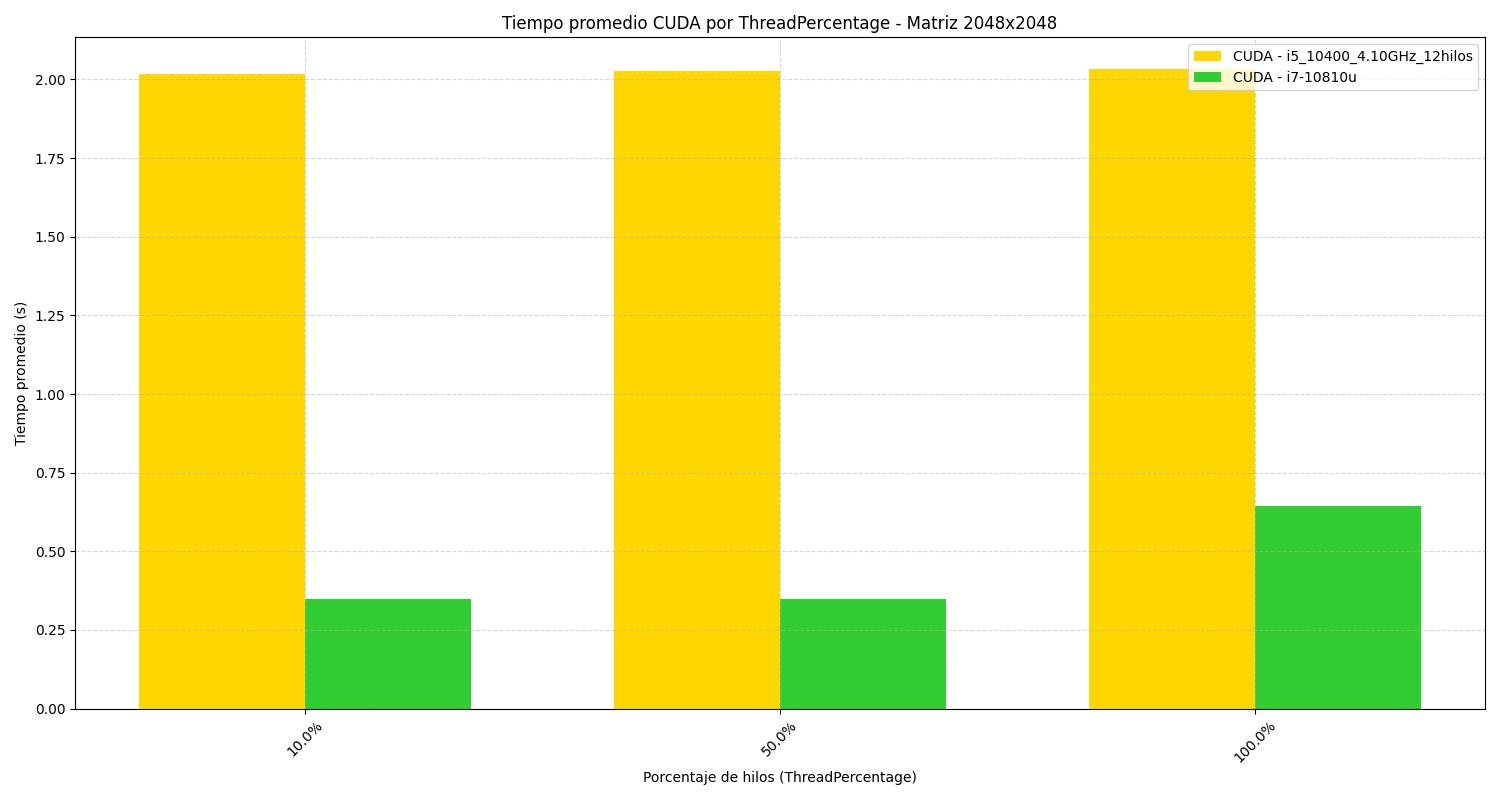 Tiempo promedio CUDA por ThreadPercentage - Matriz 2048x2048
CUDA - i5_10400_4.10GHz_12hilos
CUDA - i7-10810u
Tiempo promedio (s)
2.00
1.75
1.50
1.25
1.00
0.75
0.50
0.25
0.00
10.0%
50.0%
100.0%
Porcentaje de hilos (ThreadPercentage)